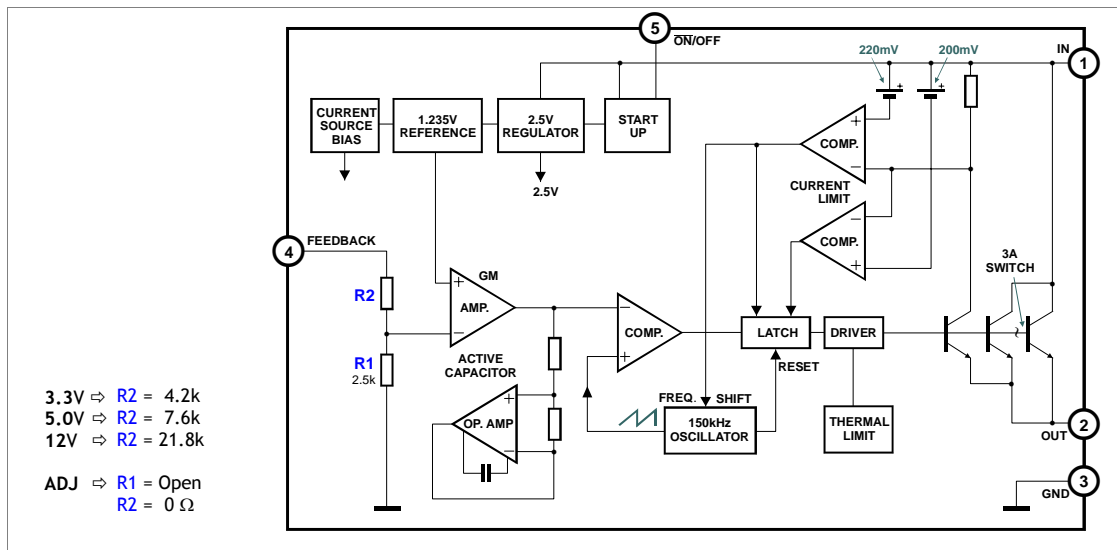 5
ON/OFF
220mV
200mV
IN
1
+
+
CURRENT
SOURCE
BIAS
1.235V
REFERENCE
2.5V
REGULATOR
START
UP
+
COMP.
−
2.5V
CURRENT
LIMIT
4
FEEDBACK
−
COMP.
+
3A
SWITCH
GM
R2
+
AMP.
−
−
COMP.
+
LATCH
DRIVER
R1
2.5k
ACTIVE
CAPACITOR
RESET
3.3V ⇨ R2 = 4.2k
5.0V ⇨ R2 = 7.6k
12V ⇨ R2 = 21.8k
ADJ ⇨ R1 = Open
R2 = 0 Ω
+
OP. AMP
−
FREQ. SHIFT
150kHz
OSCILLATOR
THERMAL
LIMIT
2
OUT
3
GND